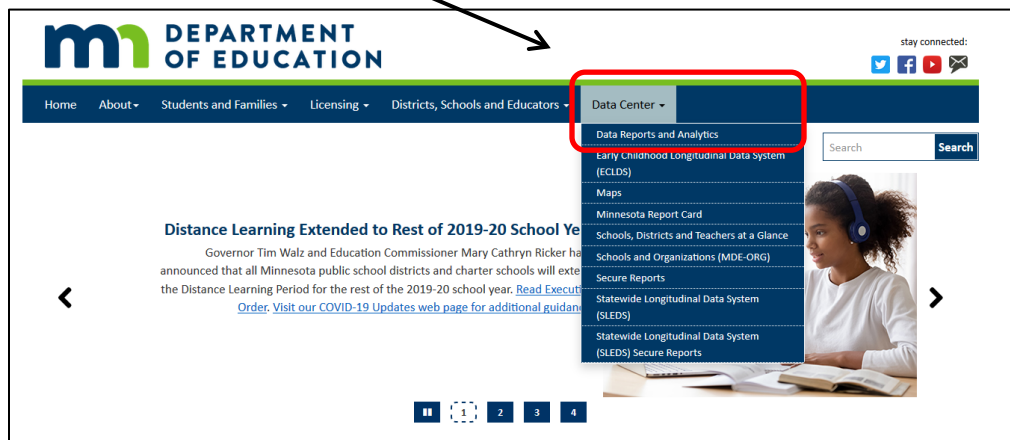 DEPARTMENT
OF EDUCATION
stay connected:
Home About Students and Families Licensing Districts, Schools and Educators Data Center
Data Reports and Analytics
Early Childhood Longitudinal Data System
(ECLDS)
Maps
Minnesota Report Card
Schools, Districts and Teachers at a Glance
Schools and Organizations (MDE-ORG)
Secure Reports
Statewide Longitudinal Data System
(SLEDS)
Statewide Longitudinal Data System
(SLEDS) Secure Reports
Search Search
Distance Learning Extended to Rest of 2019-20 School Ye
Governor Tim Walz and Education Commissioner Mary Cathryn Ricker ha
announced that all Minnesota public school districts and charter schools will exte
the Distance Learning Period for the rest of the 2019-20 school year. Read Executi
Order. Visit our COVID-19 Updates web page for additional guidan
1 2 3 4